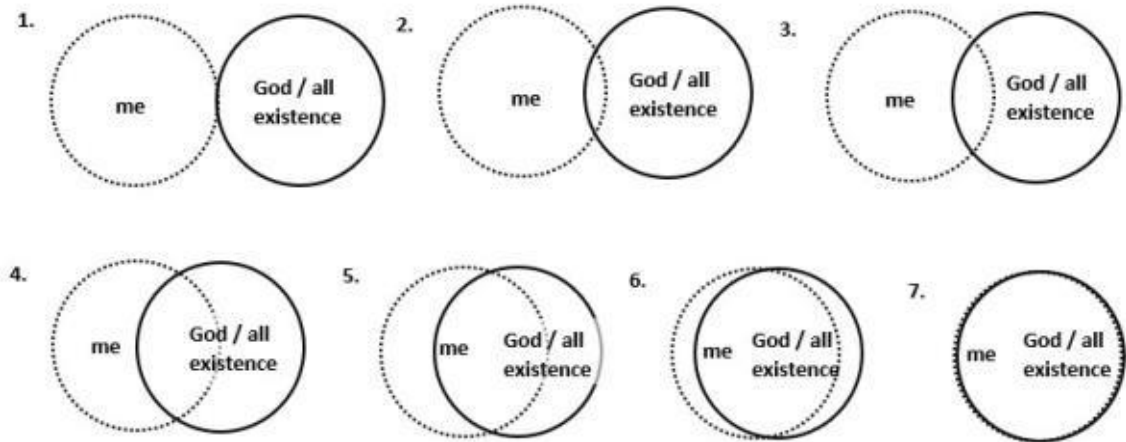 1.
me
God / all
existence
2.
me
God / all
existence
3.
me
God / all
existence
4.
me
God / all
existence
5.
me
God / all
existence
6.
me
God / all
existence
7.
me
God / all
existence